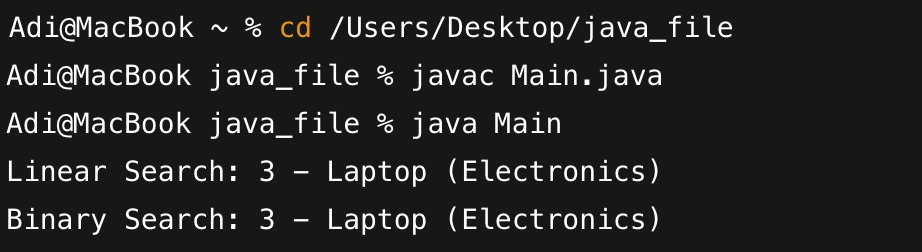 Adi@MacBook ~ % cd /Users/Desktop/java_file
Adi@MacBook java_file % javac Main.java
Adi@MacBook java_file % java Main
Linear Search: 3 – Laptop (Electronics)
Binary Search: 3 – Laptop (Electronics)